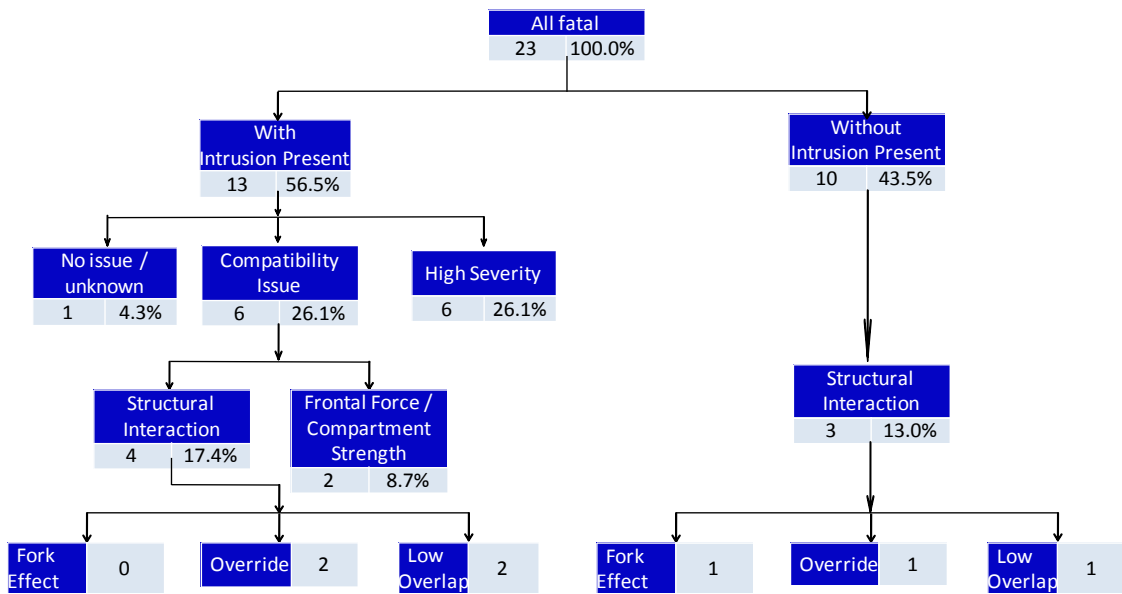 All fatal
23 100.0%
With
Intrusion Present
13 56.5%
Without
Intrusion Present
10 43.5%
No issue /
unknown
1 4.3%
Compatibility
Issue
6 26.1%
High Severity
6 26.1%
Structural
Interaction
4 17.4%
Frontal Force /
Compartment
Strength
2 8.7%
Structural
Interaction
3 13.0%
Fork
Effect
0
Override
2
Low
Overlap
2
Fork
Effect
1
Override
1
Low
Overlap
1